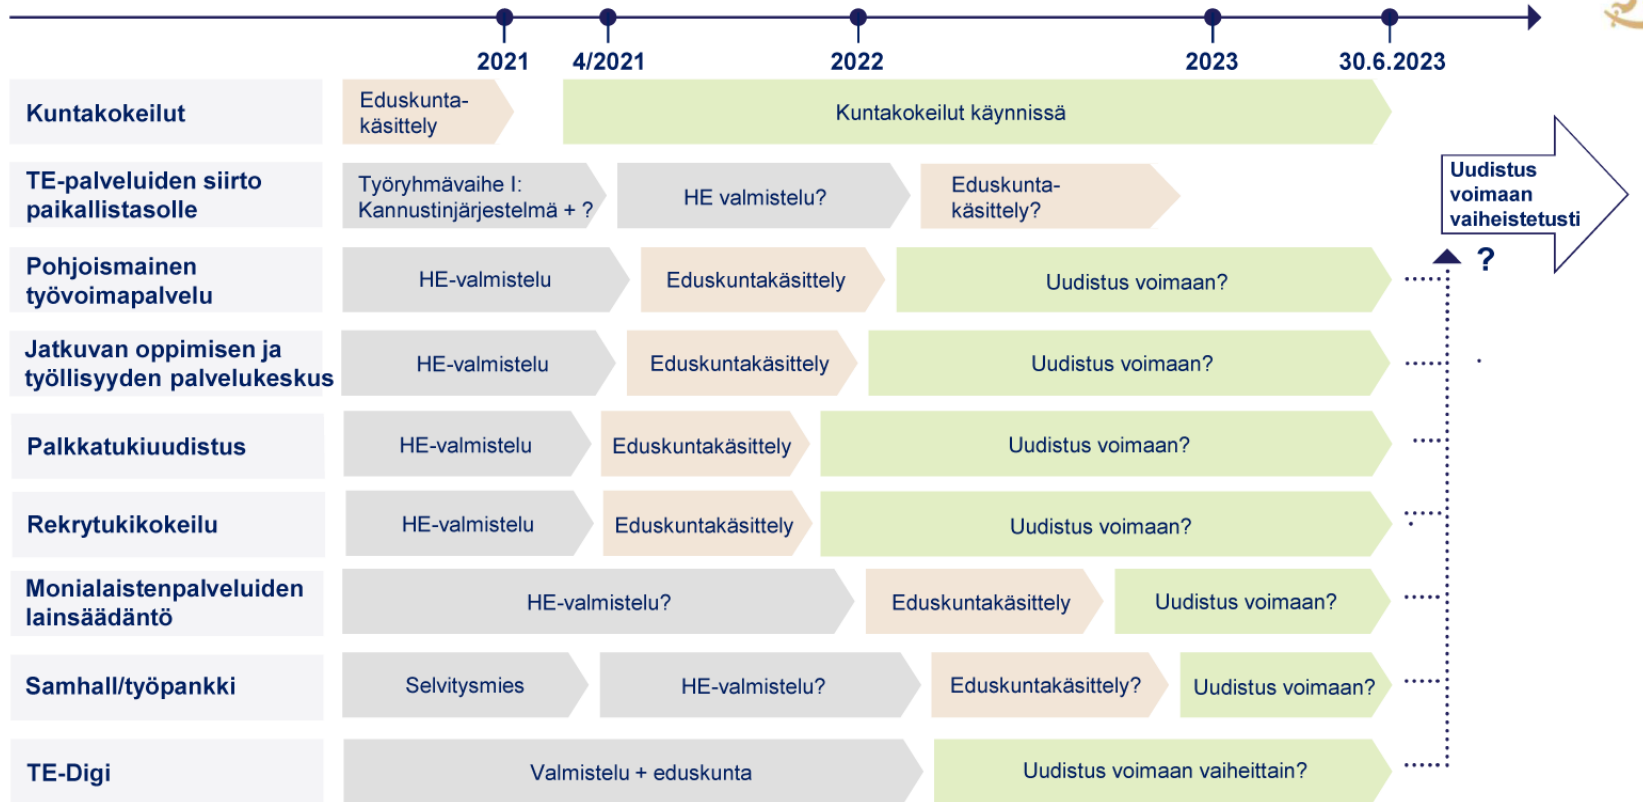 2021
4/2021
2022
2023
30.6.2023
Kuntakokeilut
Eduskunta-
käsittely
Kuntakokeilut käynnissä
TE-palveluiden siirto
paikallistasolle
Työryhmävaihe I:
Kannustinjärjestelmä + ?
HE valmistelu?
Eduskunta-
käsittely?
Uudistus
voimaan
vaiheistetusti
Pohjoismainen
työvoimapalvelu
HE-valmistelu
Eduskuntakäsittely
Uudistus voimaan?
?
Jatkuvan oppimisen ja
työllisyyden palvelukeskus
HE-valmistelu
Eduskuntakäsittely
Uudistus voimaan?
Palkkatukiuudistus
HE-valmistelu
Eduskuntakäsittely
Uudistus voimaan?
Rekrytukikokeilu
HE-valmistelu
Eduskuntakäsittely
Uudistus voimaan?
Monialaistenpalveluiden
lainsäädäntö
HE-valmistelu?
Eduskuntakäsittely
Uudistus voimaan?
Samhall/työpankki
Selvitysmies
HE-valmistelu?
Eduskuntakäsittely?
Uudistus voimaan?
TE-Digi
Valmistelu + eduskunta
Uudistus voimaan vaiheittain?